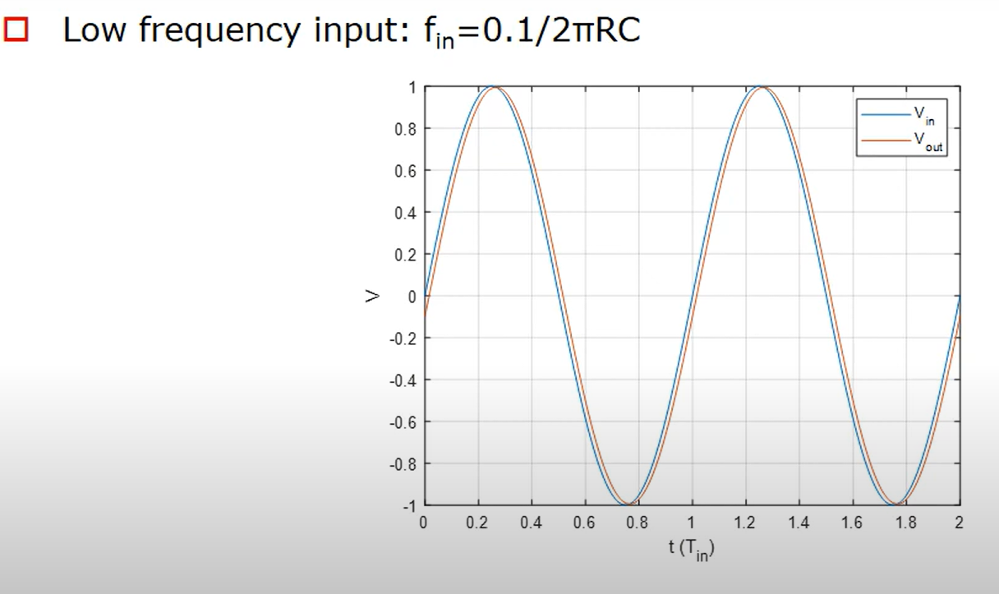 Low frequency input: fin=0.1/2πRC
1
0.8
0.6
0.4
0.2
0
-0.2
-0.4
-0.6
-0.8
-1
V
Vin
Vout
0 0.2 0.4 0.6 0.8 1 1.2 1.4 1.6 1.8 2
t (Tin)